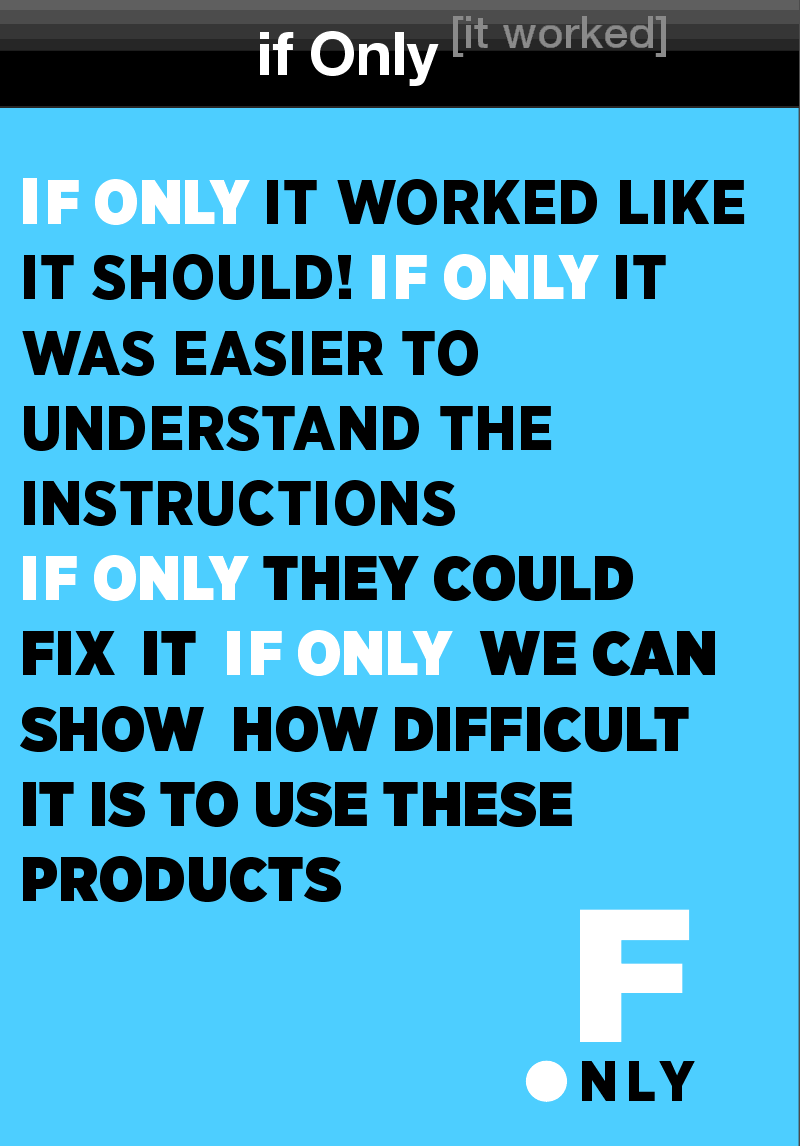 if Only [it worked]
IF ONLY IT WORKED LIKE
IT SHOULD! IF ONLY IT
WAS EASIER TO
UNDERSTAND THE
INSTRUCTIONS
IF ONLY THEY COULD
FIX IT IF ONLY WE CAN
SHOW HOW DIFFICULT
IT IS TO USE THESE
PRODUCTS
F
NLY